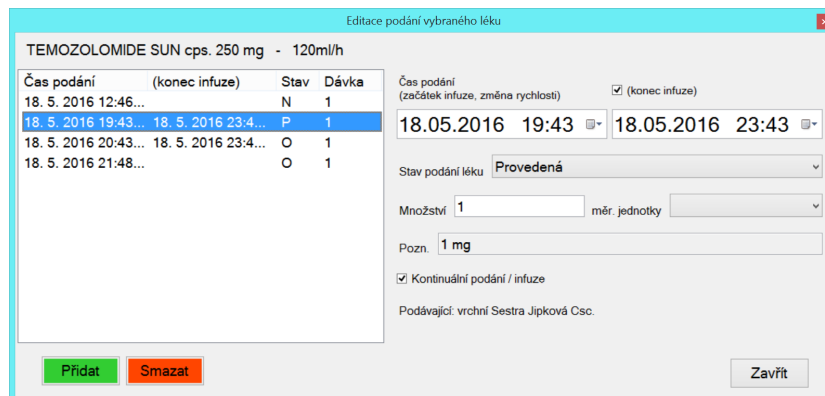 Editace podání vybraného léku
TEMOZOLOMIDE SUN cps. 250 mg - 120ml/h
Čas podání (konec infuze) Stav Dávka
18. 5. 2016 12:46... N 1
18. 5. 2016 19:43... 18. 5. 2016 23:4... P 1
18. 5. 2016 20:43... 18. 5. 2016 23:4... O 1
18. 5. 2016 21:48... O 1
Čas podání
(začátek infuze, změna rychlosti) (konec infuze)
18.05.2016 19:43 18.05.2016 23:43
Stav podání léku Provedená
Množství 1 měr. jednotky
Pozn. 1 mg
Kontinuální podání / infuze
Podávající: vrchní Sestra Jipková Csc.
Přidat Smazat Zavřít